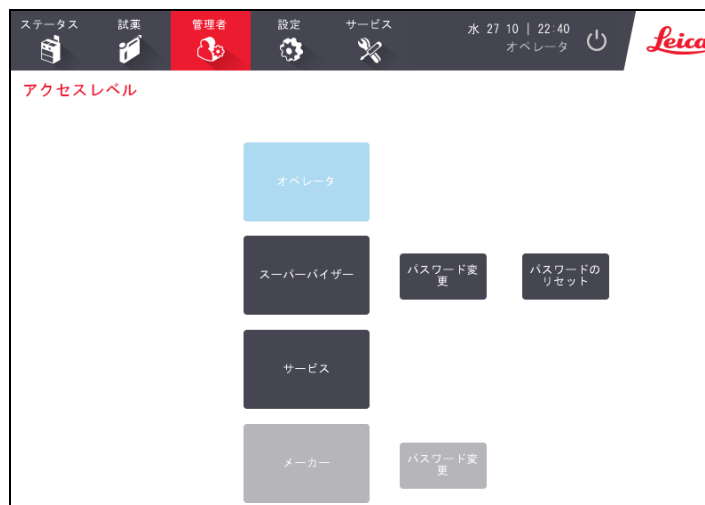 ステータス
試薬
管理者
設定
サービス
水 27 10 | 22:40
オペレータ
Leica
アクセスレベル
オペレータ
スーパーバイザー
パスワード変
更
パスワードの
リセット
サービス
メーカー
パスワード変
更